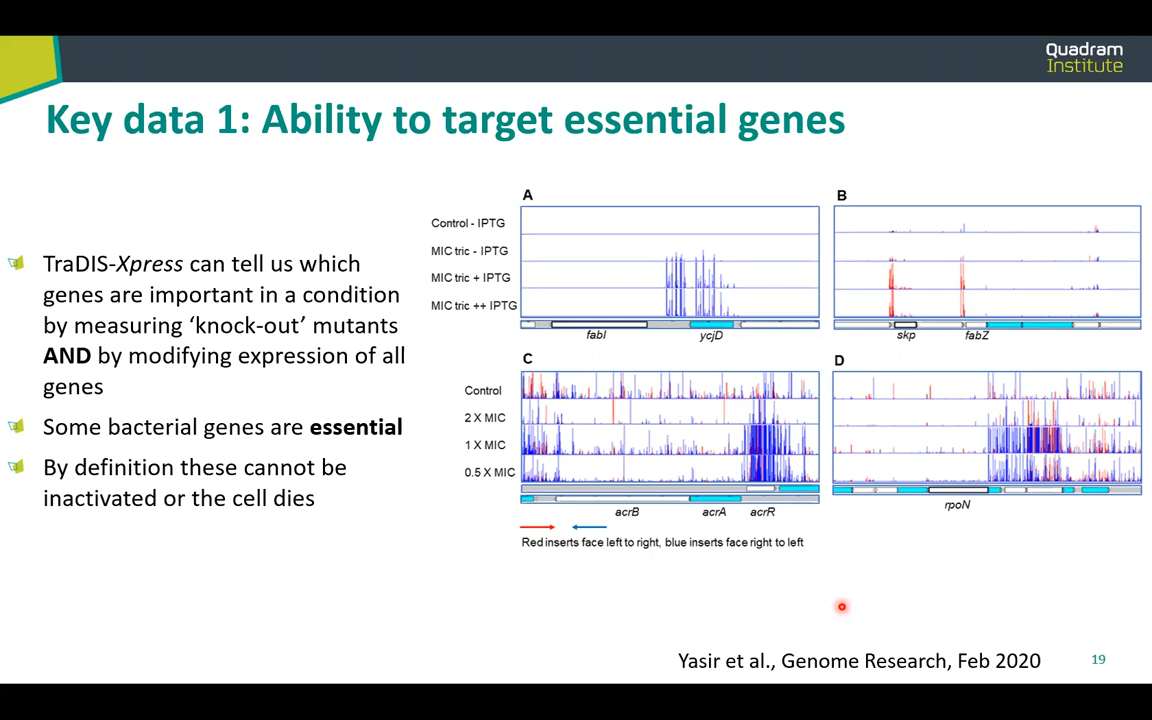 Quadram
Institute
Key data 1: Ability to target essential genes
TraDIS-Xpress can tell us which
genes are important in a condition
by measuring ‘knock-out’ mutants
AND by modifying expression of all
genes
Some bacterial genes are essential
By definition these cannot be
inactivated or the cell dies
A
Control - IPTG
MIC tric - IPTG
MIC tric + IPTG
MIC tric ++ IPTG
fabI
ycjD
B
skp
fabZ
C
Control
2 X MIC
1 X MIC
0.5 X MIC
acrB
acrA
acrR
D
rpoN
Red inserts face left to right, blue inserts face right to left
Yasir et al., Genome Research, Feb 2020
19